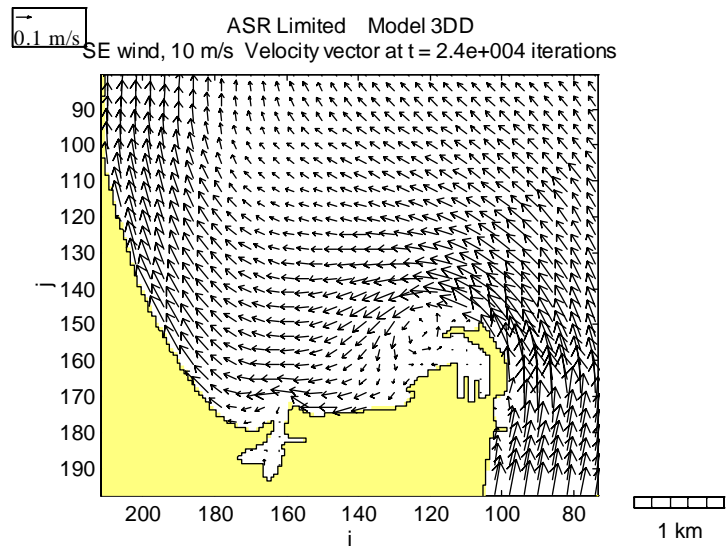 ASR Limited Model 3DD
0.1 m/s
SE wind, 10 m/s Velocity vector at t = 2.4e+004 iterations
90
100
110
120
130
j
140
150
160
170
180
190
200 180 160 140 120 100 80
i
1 km